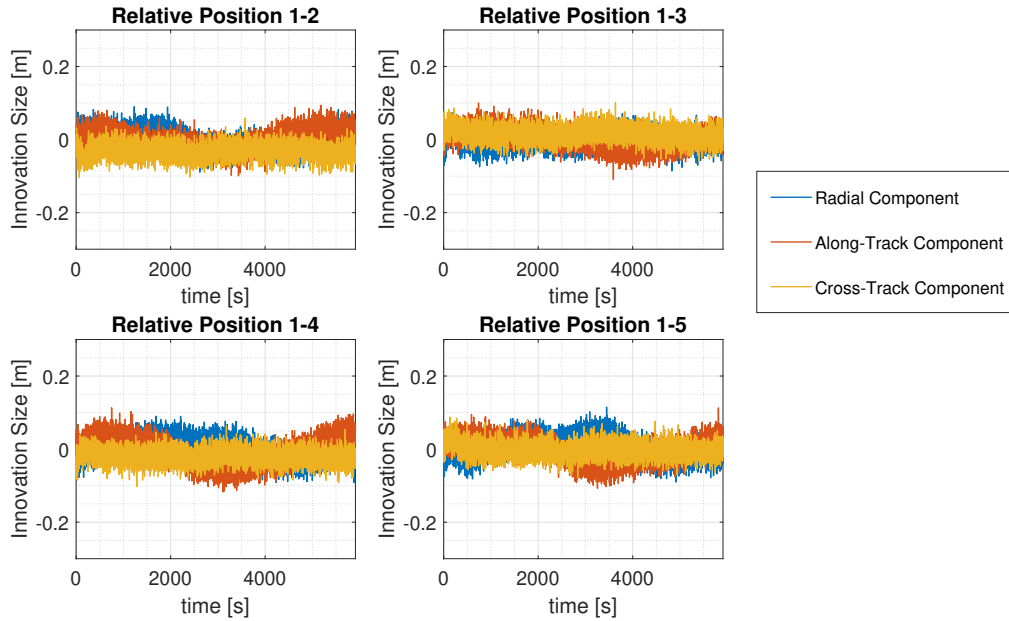 Relative Position 1-2
Innovation Size [m]
0.2
0
-0.2
0 2000 4000
time [s]
Relative Position 1-3
Innovation Size [m]
0.2
0
-0.2
0 2000 4000
time [s]
Radial Component
Along-Track Component
Cross-Track Component
Relative Position 1-4
Innovation Size [m]
0.2
0
-0.2
0 2000 4000
time [s]
Relative Position 1-5
Innovation Size [m]
0.2
0
-0.2
0 2000 4000
time [s]